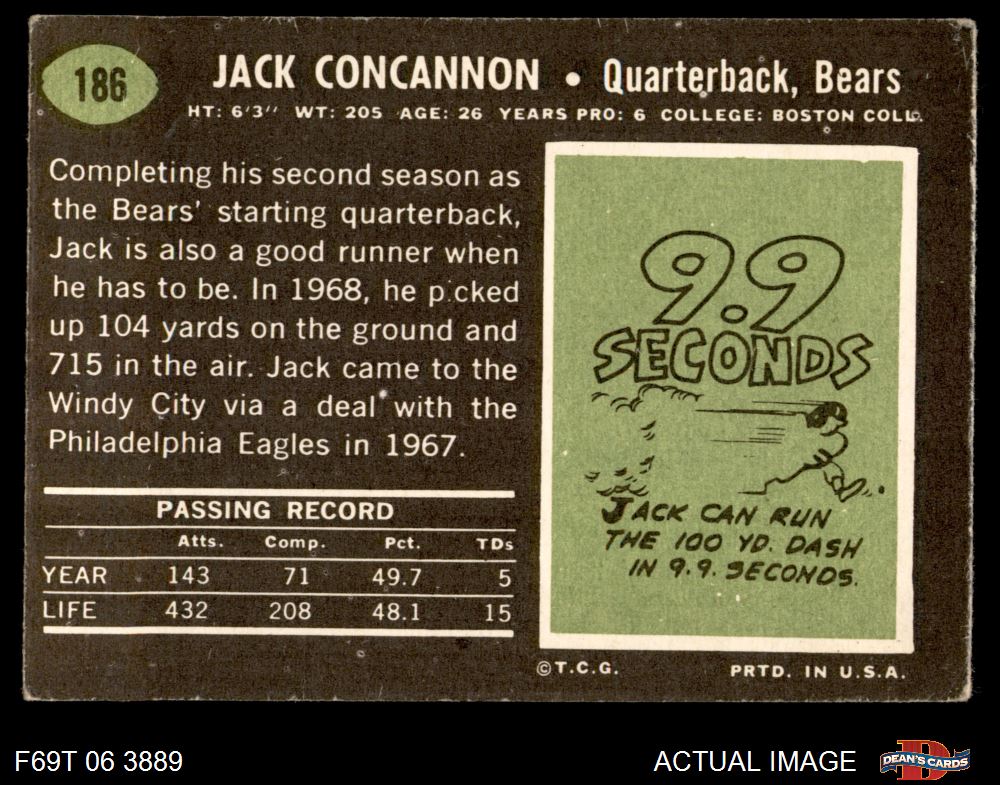 186
JACK CONCANNON • Quarterback, Bears
HT: 6'3'' WT: 205 AGE: 26 YEARS PRO: 6 COLLEGE: BOSTON COLL.
Completing his second season as
the Bears' starting quarterback,
Jack is also a good runner when
he has to be. In 1968, he p:cked
up 104 yards on the ground and
715 in the air. Jack came to the
Windy City via a deal with the
Philadelphia Eagles in 1967.
PASSING RECORD
Atts. Comp. Pct. TDs
YEAR 143 71 49.7 5
LIFE 432 208 48.1 15
9.9
SECONDS
JACK CAN RUN
THE 100 YD. DASH
IN 9.9. SECONDS.
©T.C.G. PRTD. IN U.S.A.
F69T 06 3889 ACTUAL IMAGE
D
DEAN'S CARDS